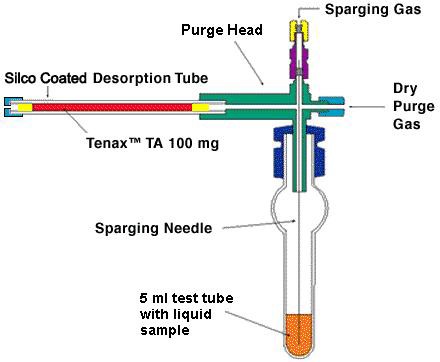 Sparging Gas
Purge Head
Silco Coated Desorption Tube
Dry
Purge
Gas
Tenax™ TA 100 mg
Sparging Needle
5 ml test tube
with liquid
sample